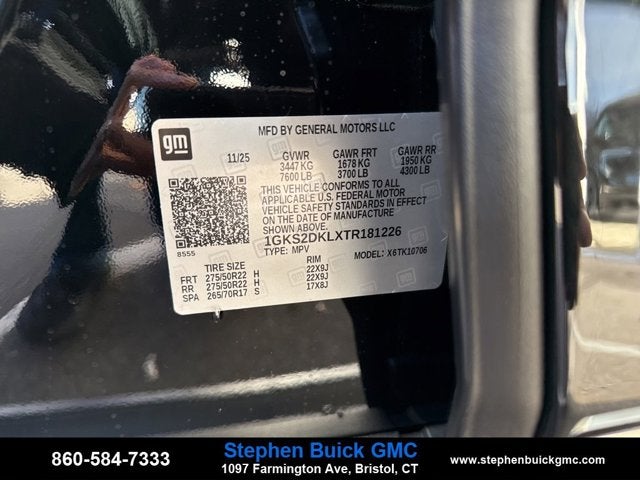 gm
MFD BY GENERAL MOTORS LLC
11/25 GVWR GAWR FRT GAWR RR
3447 KG 1678 KG 1950 KG
7600 LB 3700 LB 4300 LB
THIS VEHICLE CONFORMS TO ALL
APPLICABLE U.S. FEDERAL MOTOR
VEHICLE SAFETY STANDARDS IN EFFECT
ON THE DATE OF MANUFACTURE
1GKS2DKLXTR181226
8555 TYPE: MPV MODEL: X6TK10706
TIRE SIZE RIM
FRT 275/50R22 H 22X9J
RR 275/50R22 H 22X9J
SPA 265/70R17 S 17X8J
860-584-7333
Stephen Buick GMC
1097 Farmington Ave, Bristol, CT
www.stephenbuickgmc.com